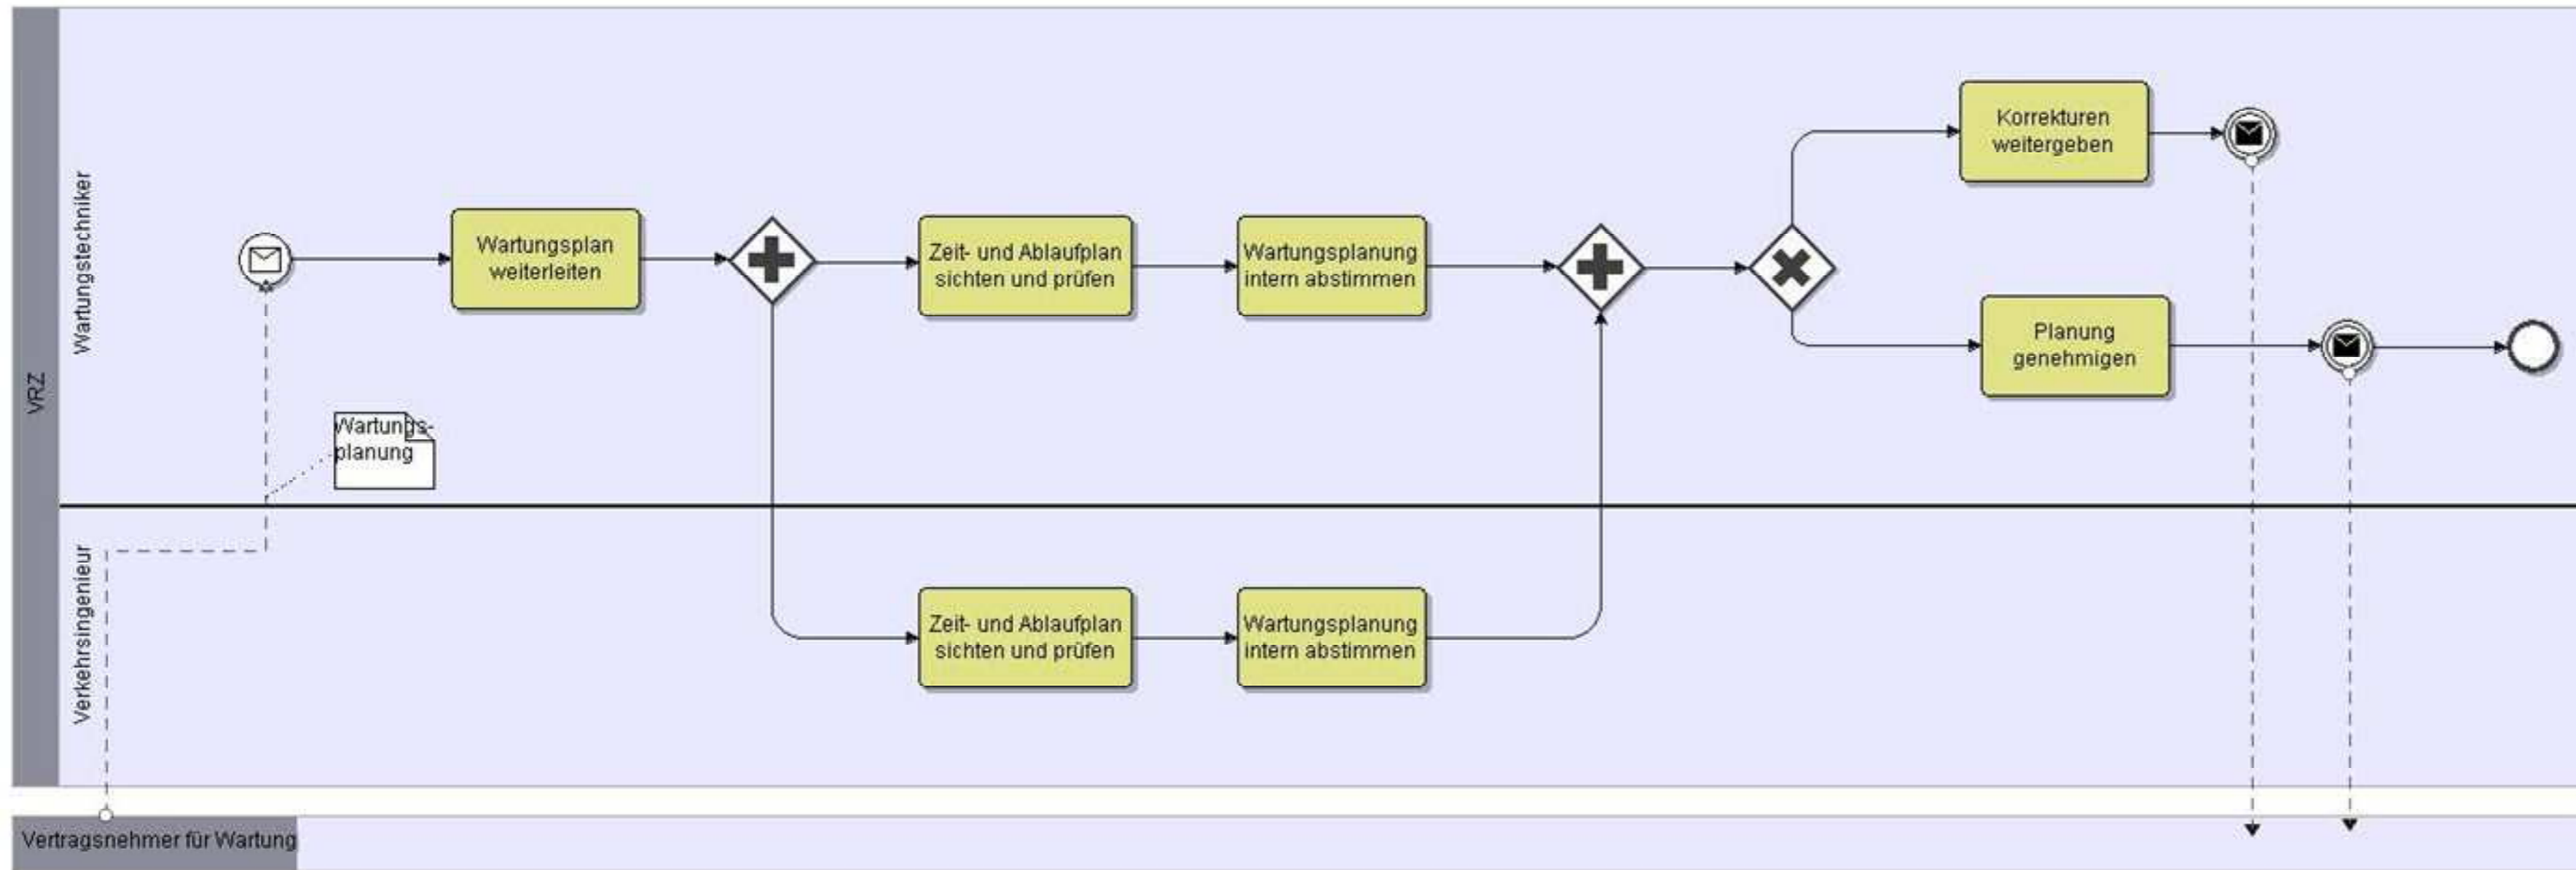 VRZ
Wartungstechniker
Wartungsplan
weiterleiten
Zeit- und Ablaufplan
sichten und prüfen
Wartungsplanung
intern abstimmen
Korrekturen
weitergeben
Planung
genehmigen
Wartungs-
planung
Verkehrsingenieur
Zeit- und Ablaufplan
sichten und prüfen
Wartungsplanung
intern abstimmen
Vertragsnehmer für Wartung